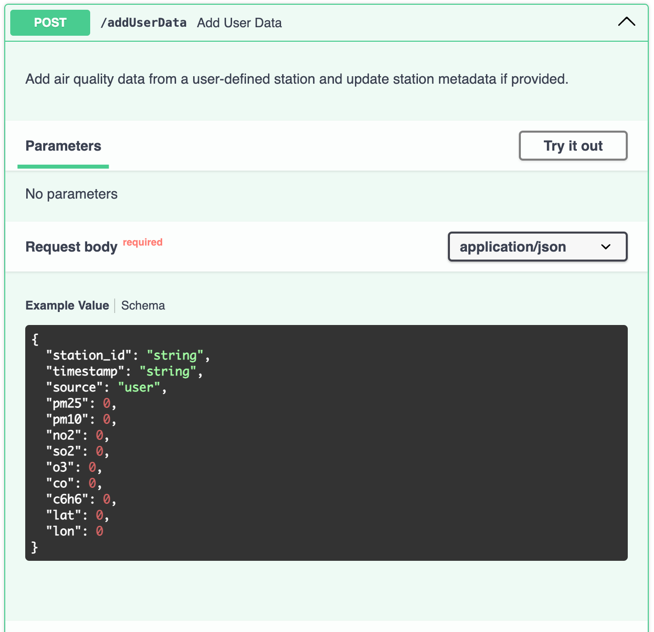 POST /addUserData Add User Data
Add air quality data from a user-defined station and update station metadata if provided.
Parameters
Try it out
No parameters
Request body required
application/json
Example Value | Schema
{
  "station_id": "string",
  "timestamp": "string",
  "source": "user",
  "pm25": 0,
  "pm10": 0,
  "no2": 0,
  "so2": 0,
  "o3": 0,
  "co": 0,
  "c6h6": 0,
  "lat": 0,
  "lon": 0
}